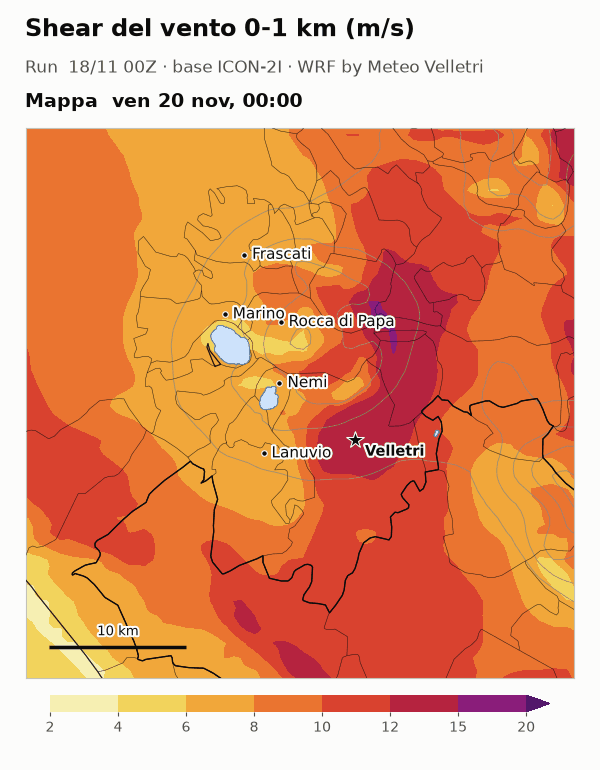 Shear del vento 0-1 km (m/s)
Run  18/11 00Z · base ICON-2I · WRF by Meteo Velletri
Mappa  ven 20 nov, 00:00
Frascati
Marino
Rocca di Papa
Nemi
Velletri
Lanuvio
10 km
2 4 6 8 10 12 15 20